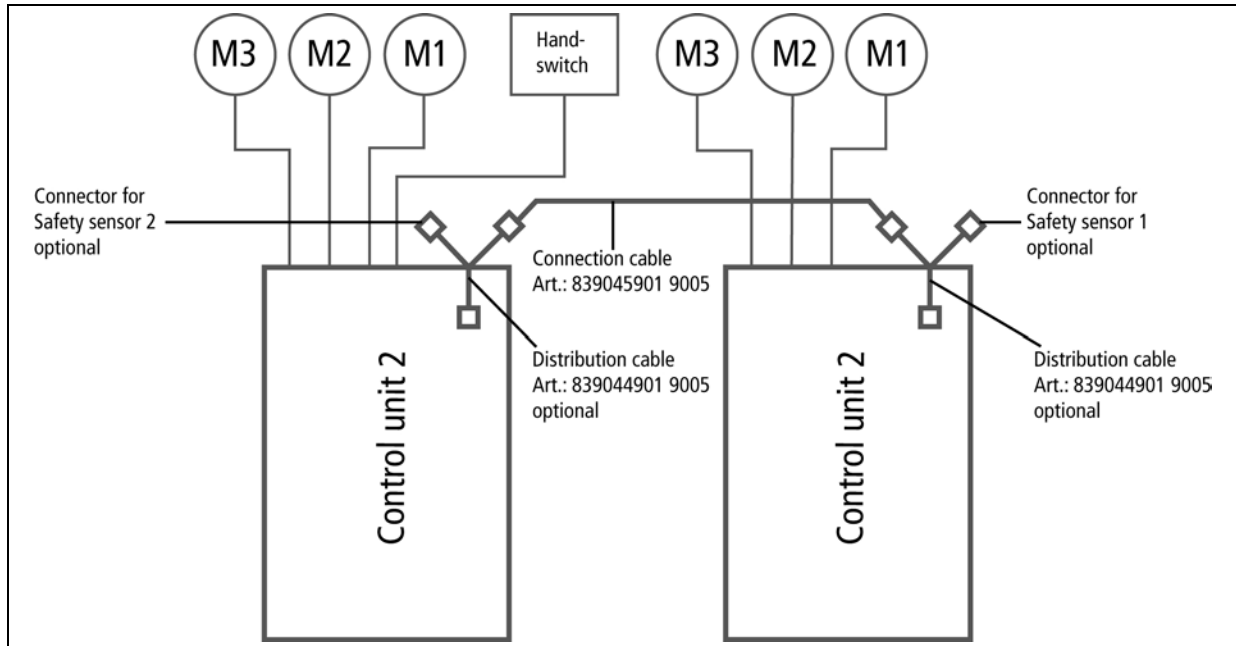 M3
M2
M1
Hand-
switch
M3
M2
M1
Connector for
Safety sensor 2
optional
Connector for
Safety sensor 1
optional
Connection cable
Art.: 839045901 9005
Distribution cable
Art.: 839044901 9005
optional
Distribution cable
Art.: 839044901 9005
optional
Control unit 2
Control unit 2